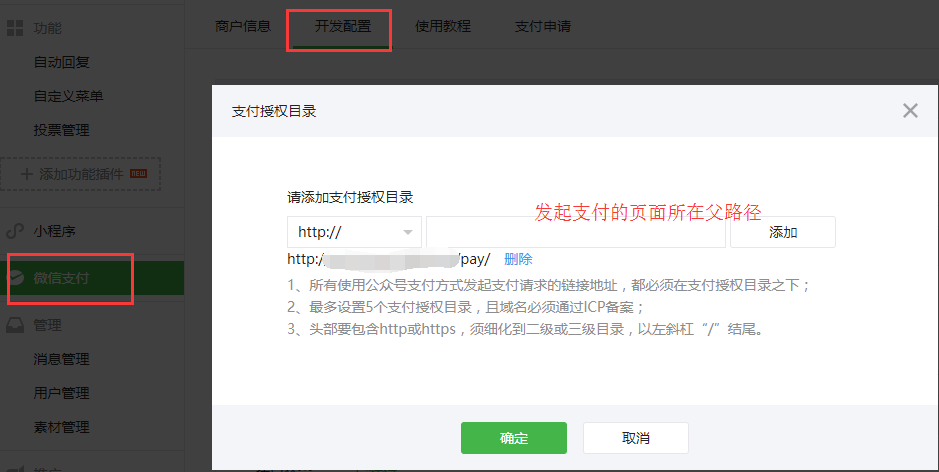 功能
自动回复
自定义菜单
投票管理
添加功能插件 NEW
小程序
微信支付
管理
消息管理
用户管理
素材管理
商户信息 开发配置 使用教程 支付申请
支付授权目录
请添加支付授权目录
发起支付的页面所在父路径
http:// 添加
http:/ /pay/ 删除
1、所有使用公众号支付方式发起支付请求的链接地址，都必须在支付授权目录之下；
2、最多设置5个支付授权目录，且域名必须通过ICP备案；
3、头部要包含http或https，须细化到二级或三级目录，以左斜杠“/”结尾。
确定 取消